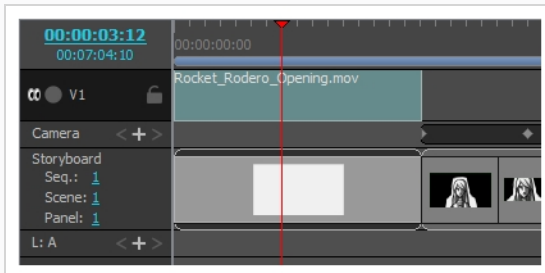 00:00:03:12
00:07:04:10
00:00:00:00
Rocket_Rodero_Opening.mov
V1
Camera < + >
Storyboard
Seq.: 1
Scene: 1
Panel: 1
L: A < + >